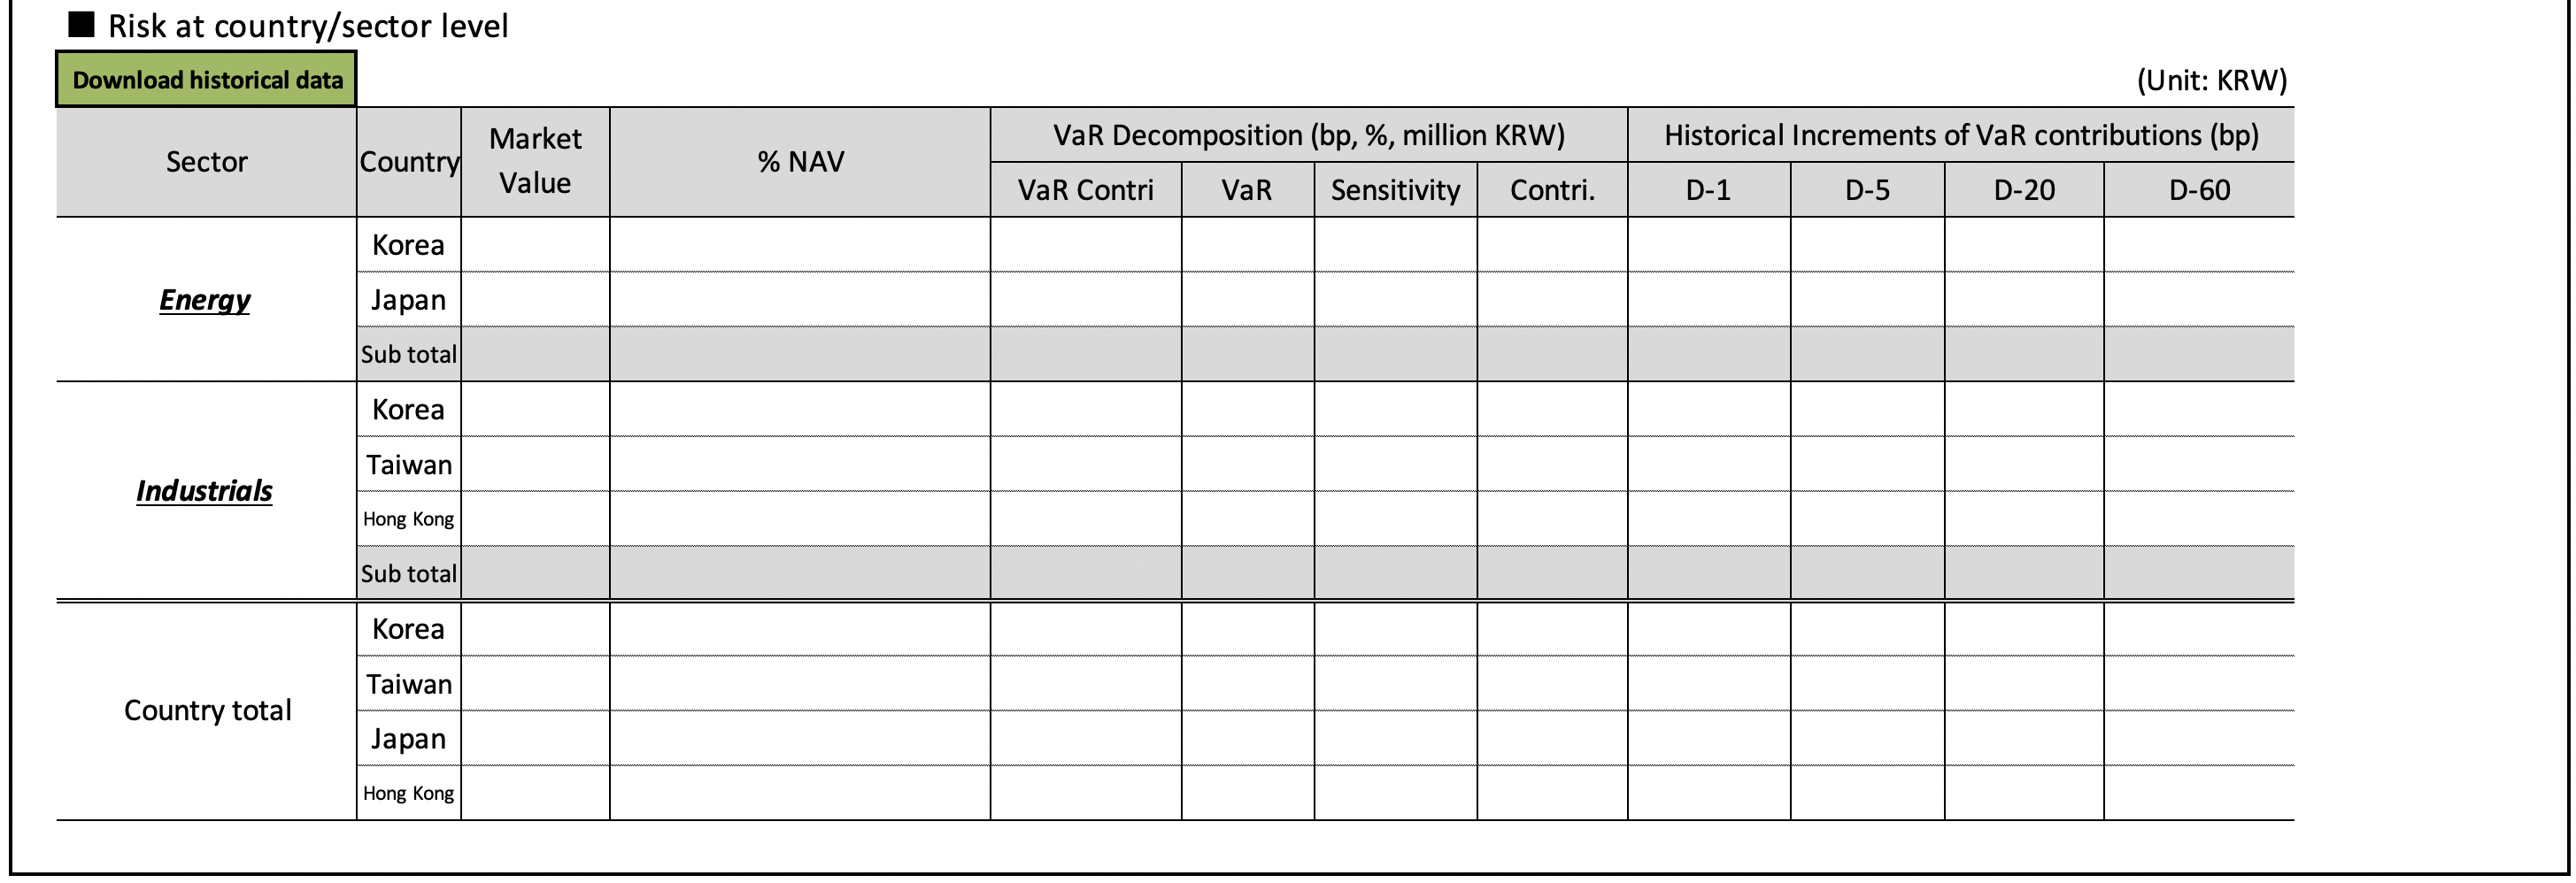 ■ Risk at country/sector level
Download historical data
(Unit: KRW)
Sector Country Market Value % NAV VaR Decomposition (bp, %, million KRW) Historical Increments of VaR contributions (bp)
VaR Contri VaR Sensitivity Contri. D-1 D-5 D-20 D-60
Energy
Korea
Japan
Sub total
Industrials
Korea
Taiwan
Hong Kong
Sub total
Country total
Korea
Taiwan
Japan
Hong Kong